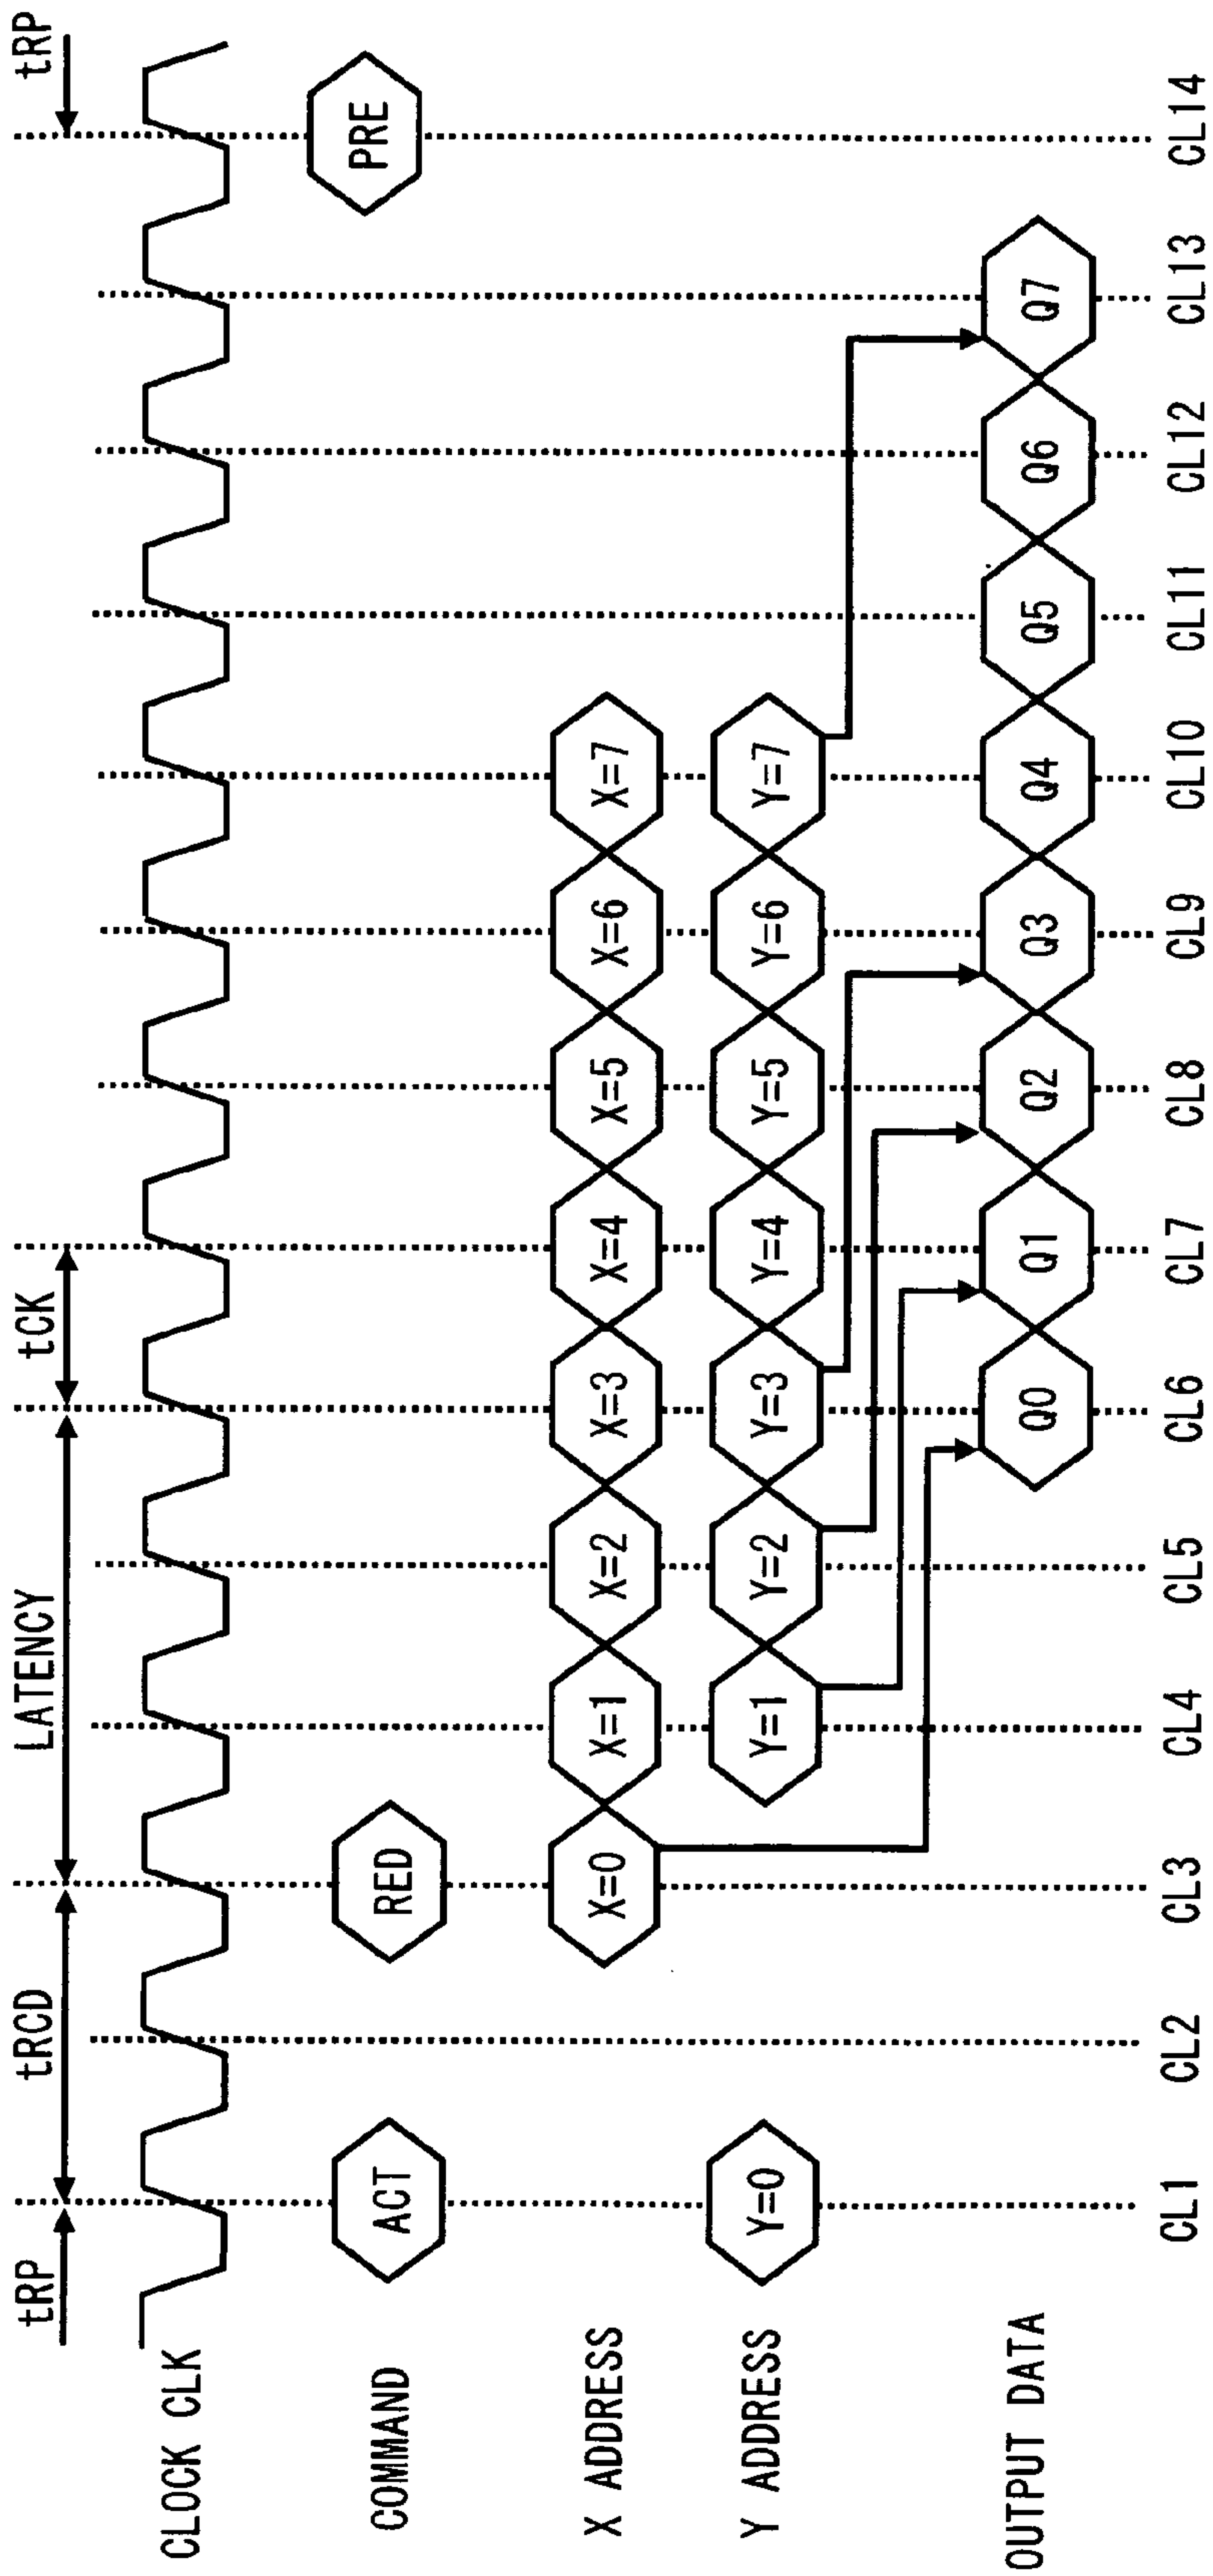 tRP tRCD LATENCY tCK tRP
CLOCK CLK
COMMAND ACT RED PRE
X ADDRESS X=0 X=1 X=2 X=3 X=4 X=5 X=6 X=7
Y ADDRESS Y=0 Y=1 Y=2 Y=3 Y=4 Y=5 Y=6 Y=7
OUTPUT DATA Q0 Q1 Q2 Q3 Q4 Q5 Q6 Q7
CL1 CL2 CL3 CL4 CL5 CL6 CL7 CL8 CL9 CL10 CL11 CL12 CL13 CL14